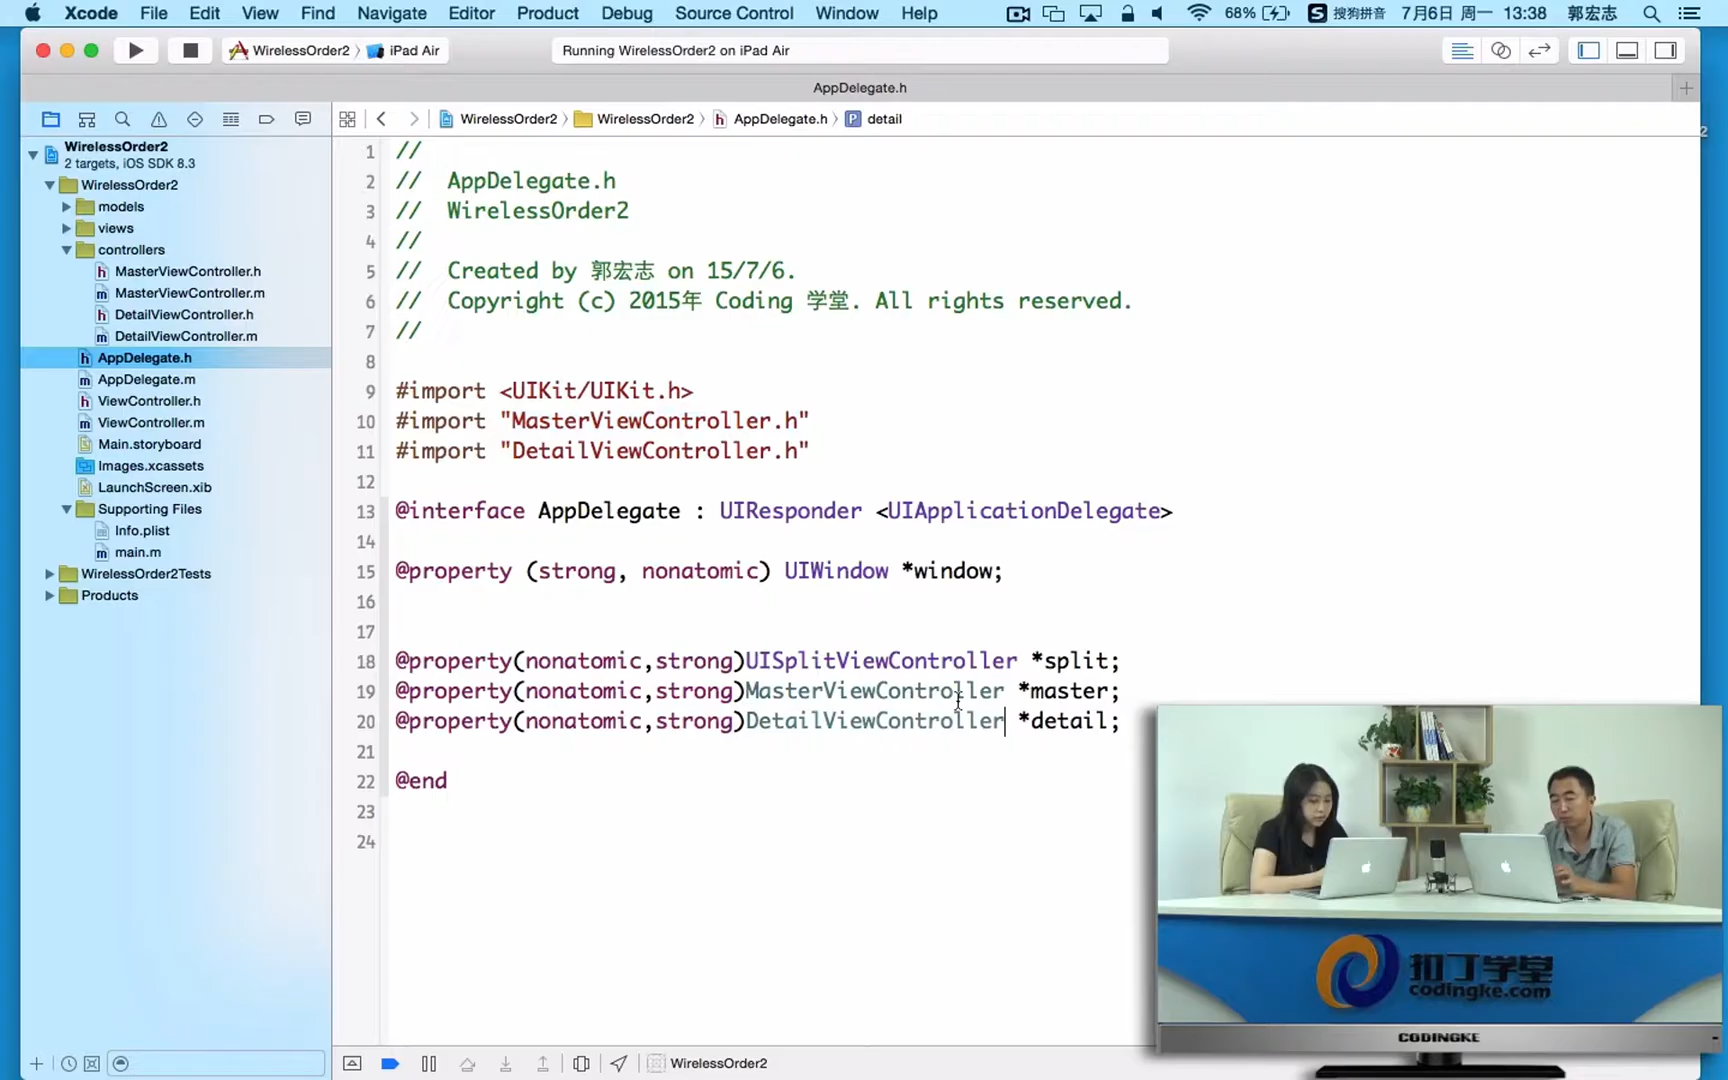 Xcode File Edit View Find Navigate Editor Product Debug Source Control Window Help 68% 搜狗拼音 7月6日 周一 13:38 郭宏志
WirelessOrder2 iPad Air Running WirelessOrder2 on iPad Air
AppDelegate.h
WirelessOrder2 WirelessOrder2 AppDelegate.h detail
WirelessOrder2
2 targets, iOS SDK 8.3
WirelessOrder2
models
views
controllers
MasterViewController.h
MasterViewController.m
DetailViewController.h
DetailViewController.m
AppDelegate.h
AppDelegate.m
ViewController.h
ViewController.m
Main.storyboard
Images.xcassets
LaunchScreen.xib
Supporting Files
Info.plist
main.m
WirelessOrder2Tests
Products
1 //
2 // AppDelegate.h
3 // WirelessOrder2
4 //
5 // Created by 郭宏志 on 15/7/6.
6 // Copyright (c) 2015年 Coding 学堂. All rights reserved.
7 //
8
9 #import <UIKit/UIKit.h>
10 #import "MasterViewController.h"
11 #import "DetailViewController.h"
12
13 @interface AppDelegate : UIResponder <UIApplicationDelegate>
14
15 @property (strong, nonatomic) UIWindow *window;
16
17
18 @property(nonatomic,strong)UISplitViewController *split;
19 @property(nonatomic,strong)MasterViewController *master;
20 @property(nonatomic,strong)DetailViewController *detail;
21
22 @end
23
24
WirelessOrder2
扣丁学堂
codingke.com
CODINGKE